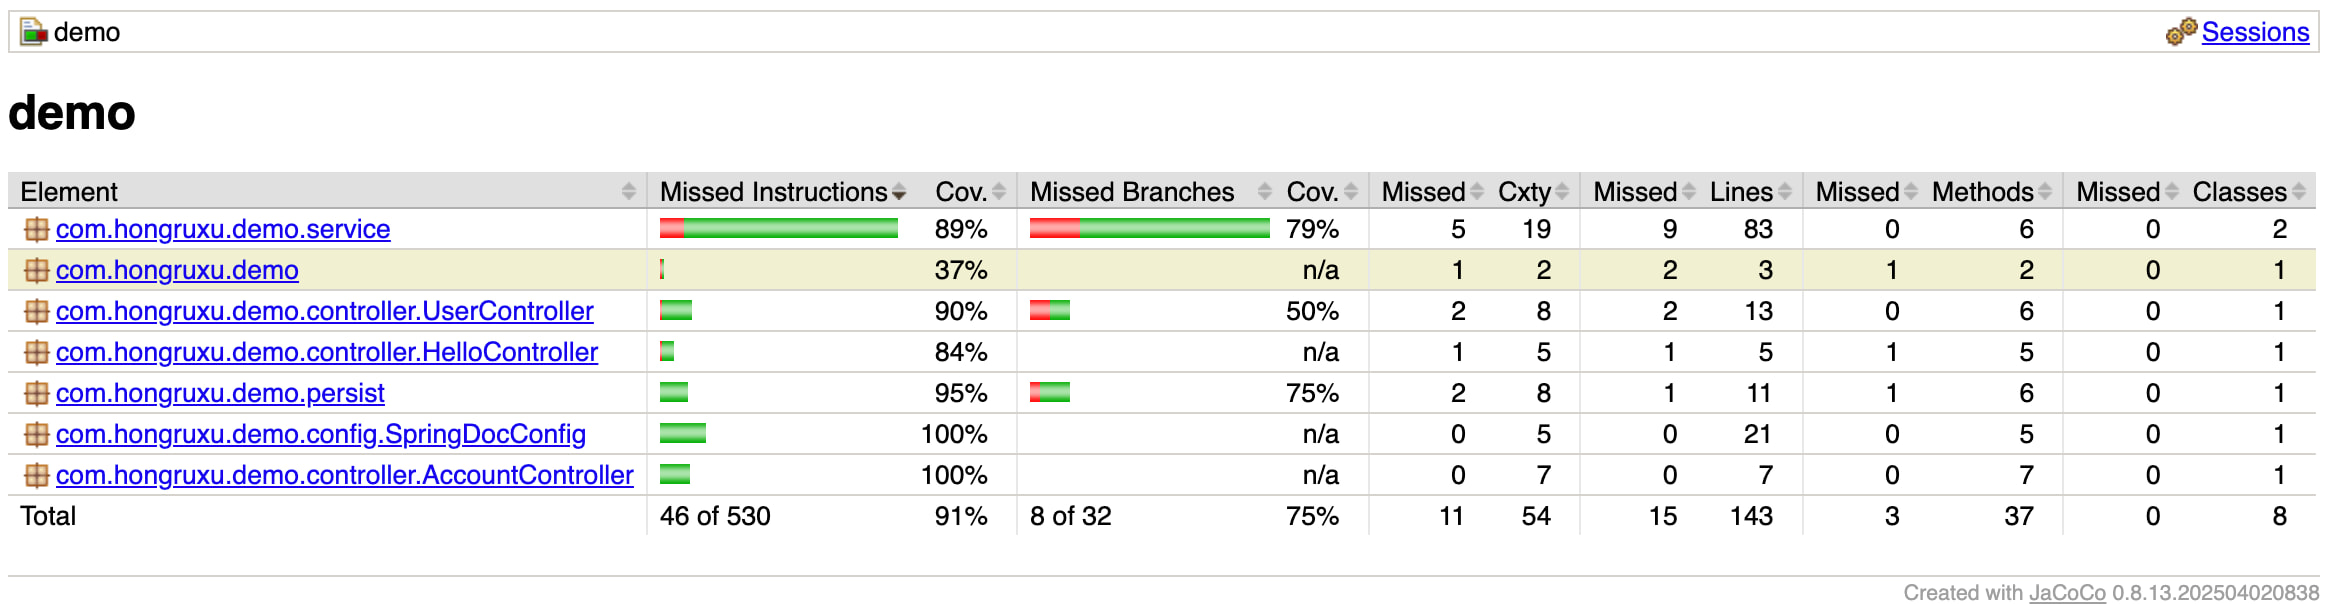 demo Sessions
demo
Element Missed Instructions Cov. Missed Branches Cov. Missed Cxty Missed Lines Missed Methods Missed Classes
com.hongruxu.demo.service 89% 79% 5 19 9 83 0 6 0 2
com.hongruxu.demo 37% n/a 1 2 2 3 1 2 0 1
com.hongruxu.demo.controller.UserController 90% 50% 2 8 2 13 0 6 0 1
com.hongruxu.demo.controller.HelloController 84% n/a 1 5 1 5 1 5 0 1
com.hongruxu.demo.persist 95% 75% 2 8 1 11 1 6 0 1
com.hongruxu.demo.config.SpringDocConfig 100% n/a 0 5 0 21 0 5 0 1
com.hongruxu.demo.controller.AccountController 100% n/a 0 7 0 7 0 7 0 1
Total 46 of 530 91% 8 of 32 75% 11 54 15 143 3 37 0 8
Created with JaCoCo 0.8.13.202504020838